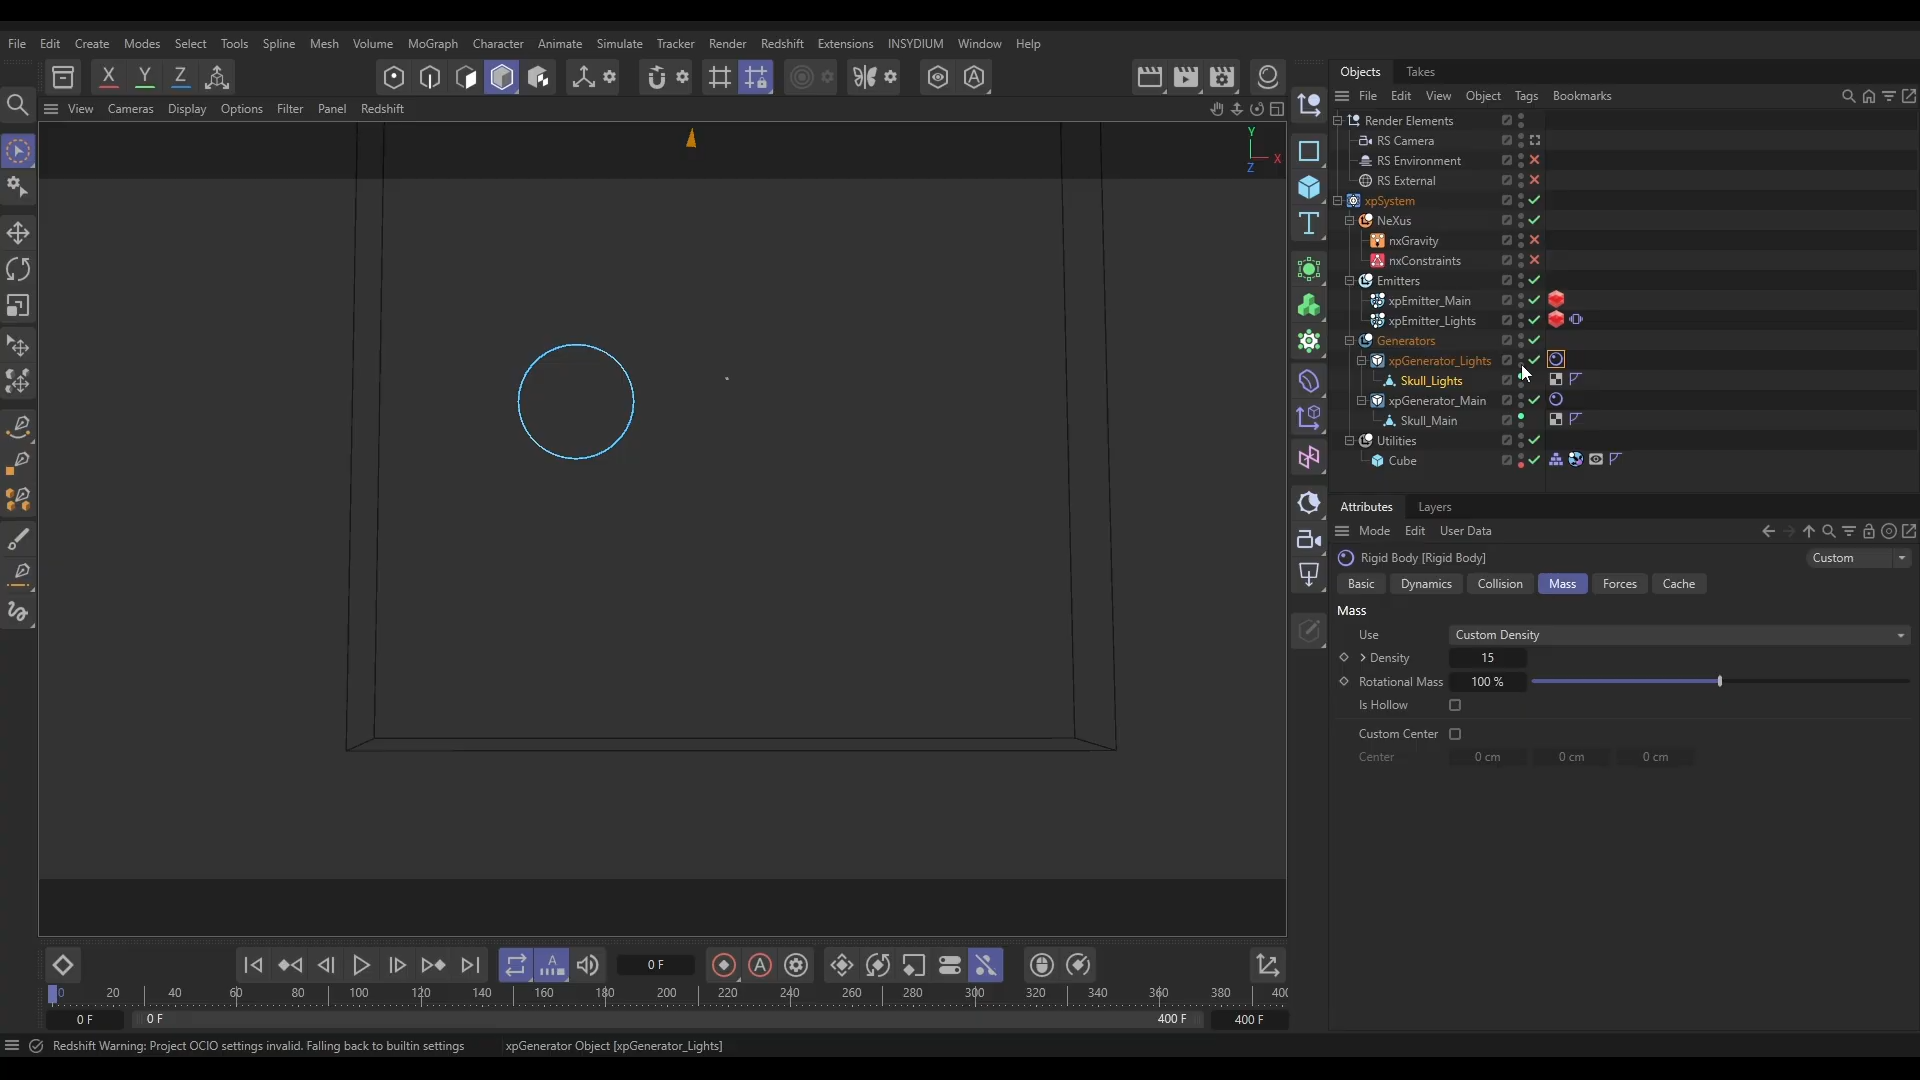 File Edit Create Modes Select Tools Spline Mesh Volume MoGraph Character Animate Simulate Tracker Render Redshift Extensions INSYDIUM Window Help
X Y Z
View Cameras Display Options Filter Panel Redshift
Y
X
Z
Objects Takes
File Edit View Object Tags Bookmarks
Render Elements
RS Camera
RS Environment
RS External
xpSystem
NeXus
nxGravity
nxConstraints
Emitters
xpEmitter_Main
xpEmitter_Lights
Generators
xpGenerator_Lights
Skull_Lights
xpGenerator_Main
Skull_Main
Utilities
Cube
Attributes Layers
Mode Edit User Data
Rigid Body [Rigid Body] Custom
Basic Dynamics Collision Mass Forces Cache
Mass
Use Custom Density
Density 15
Rotational Mass 100 %
Is Hollow
Custom Center
Center 0 cm 0 cm 0 cm
0 F
0 20 40 60 80 100 120 140 160 180 200 220 240 260 280 300 320 340 360 380 400
0 F 0 F 400 F 400 F
Redshift Warning: Project OCIO settings invalid. Falling back to builtin settings xpGenerator Object [xpGenerator_Lights]